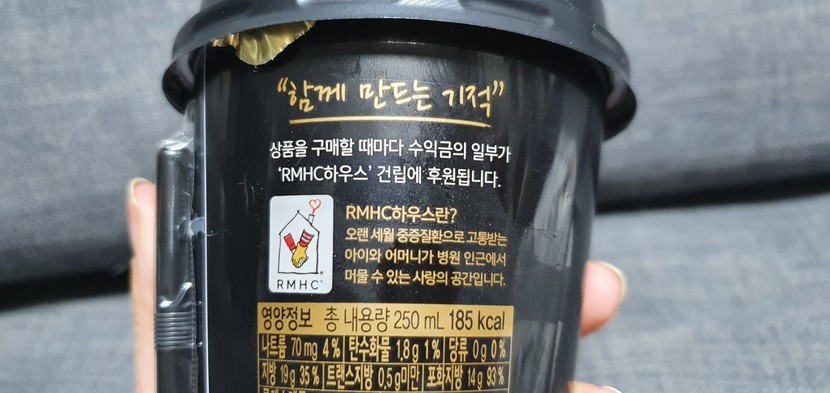 “함께 만드는 기적”
상품을 구매할 때마다 수익금의 일부가
‘RMHC하우스’ 건립에 후원됩니다.
RMHC하우스란?
오랜 세월 중증질환으로 고통받는
아이와 어머니가 병원 인근에서
머물 수 있는 사랑의 공간입니다.
RMHC®
영양정보 총 내용량 250 mL 185 kcal
나트륨 70 mg 4% 탄수화물 1.8 g 1% 당류 0 g 0%
지방 19 g 35% 트랜스지방 0.5 g미만 포화지방 14 g 93%